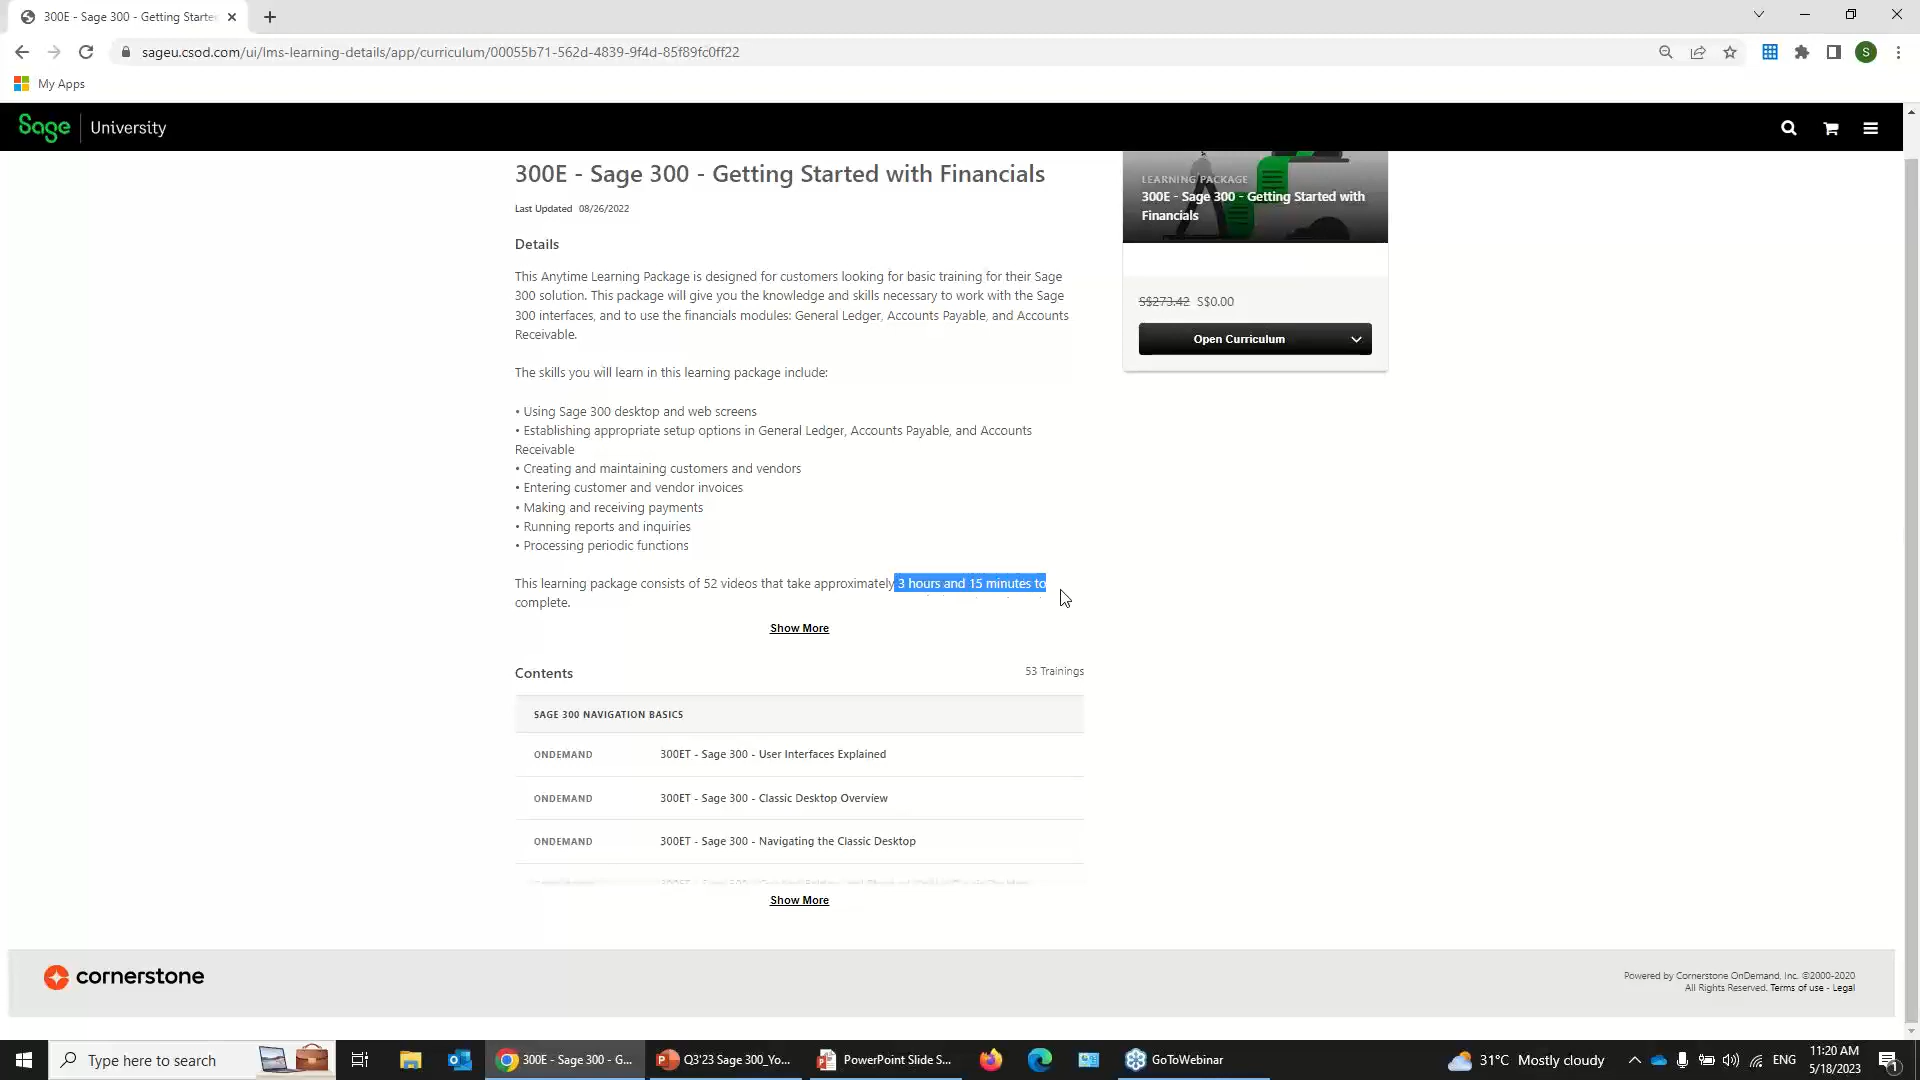 300E - Sage 300 - Getting Starte
sageu.csod.com/ui/lms-learning-details/app/curriculum/00055b71-562d-4839-9f4d-85f89fc0ff22
S
My Apps
Sage University
300E - Sage 300 - Getting Started with Financials
Last Updated 08/26/2022
Details
This Anytime Learning Package is designed for customers looking for basic training for their Sage
300 solution. This package will give you the knowledge and skills necessary to work with the Sage
300 interfaces, and to use the financials modules: General Ledger, Accounts Payable, and Accounts
Receivable.
The skills you will learn in this learning package include:
• Using Sage 300 desktop and web screens
• Establishing appropriate setup options in General Ledger, Accounts Payable, and Accounts
Receivable
• Creating and maintaining customers and vendors
• Entering customer and vendor invoices
• Making and receiving payments
• Running reports and inquiries
• Processing periodic functions
This learning package consists of 52 videos that take approximately 3 hours and 15 minutes to
complete.
Show More
LEARNING PACKAGE
300E - Sage 300 - Getting Started with
Financials
S$273.42 S$0.00
Open Curriculum
Contents
53 Trainings
SAGE 300 NAVIGATION BASICS
ONDEMAND 300ET - Sage 300 - User Interfaces Explained
ONDEMAND 300ET - Sage 300 - Classic Desktop Overview
ONDEMAND 300ET - Sage 300 - Navigating the Classic Desktop
Show More
cornerstone
Powered by Cornerstone OnDemand, Inc. ©2000-2020
All Rights Reserved. Terms of use - Legal
Type here to search
300E - Sage 300 - G...
Q3'23 Sage 300_Yo...
PowerPoint Slide S...
GoToWebinar
31°C Mostly cloudy
ENG
11:20 AM
5/18/2023
1